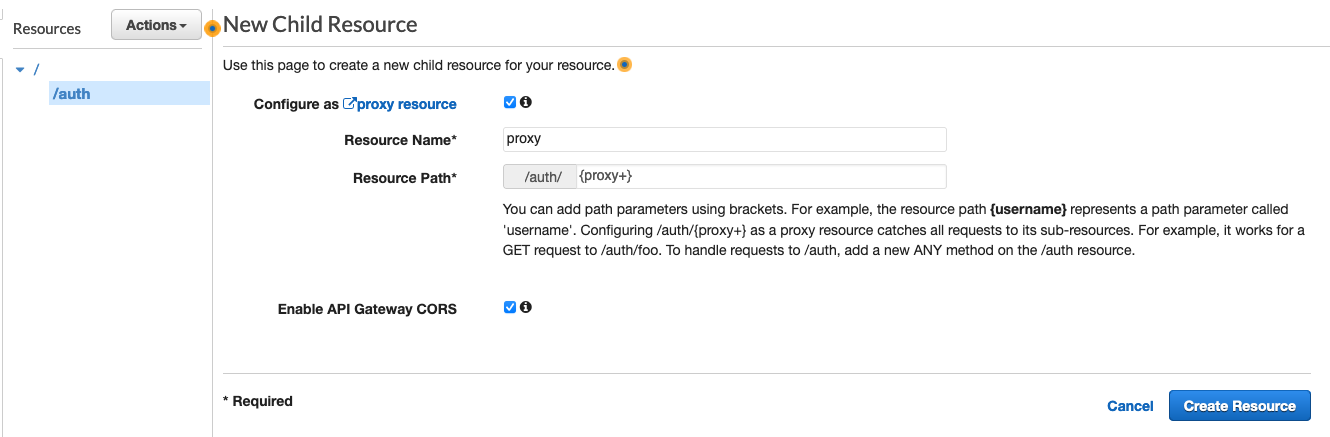 Resources
Actions
New Child Resource
/
/auth
Use this page to create a new child resource for your resource.
Configure as proxy resource
Resource Name*
proxy
Resource Path*
/auth/
{proxy+}
You can add path parameters using brackets. For example, the resource path {username} represents a path parameter called
'username'. Configuring /auth/{proxy+} as a proxy resource catches all requests to its sub-resources. For example, it works for a
GET request to /auth/foo. To handle requests to /auth, add a new ANY method on the /auth resource.
Enable API Gateway CORS
* Required
Cancel
Create Resource